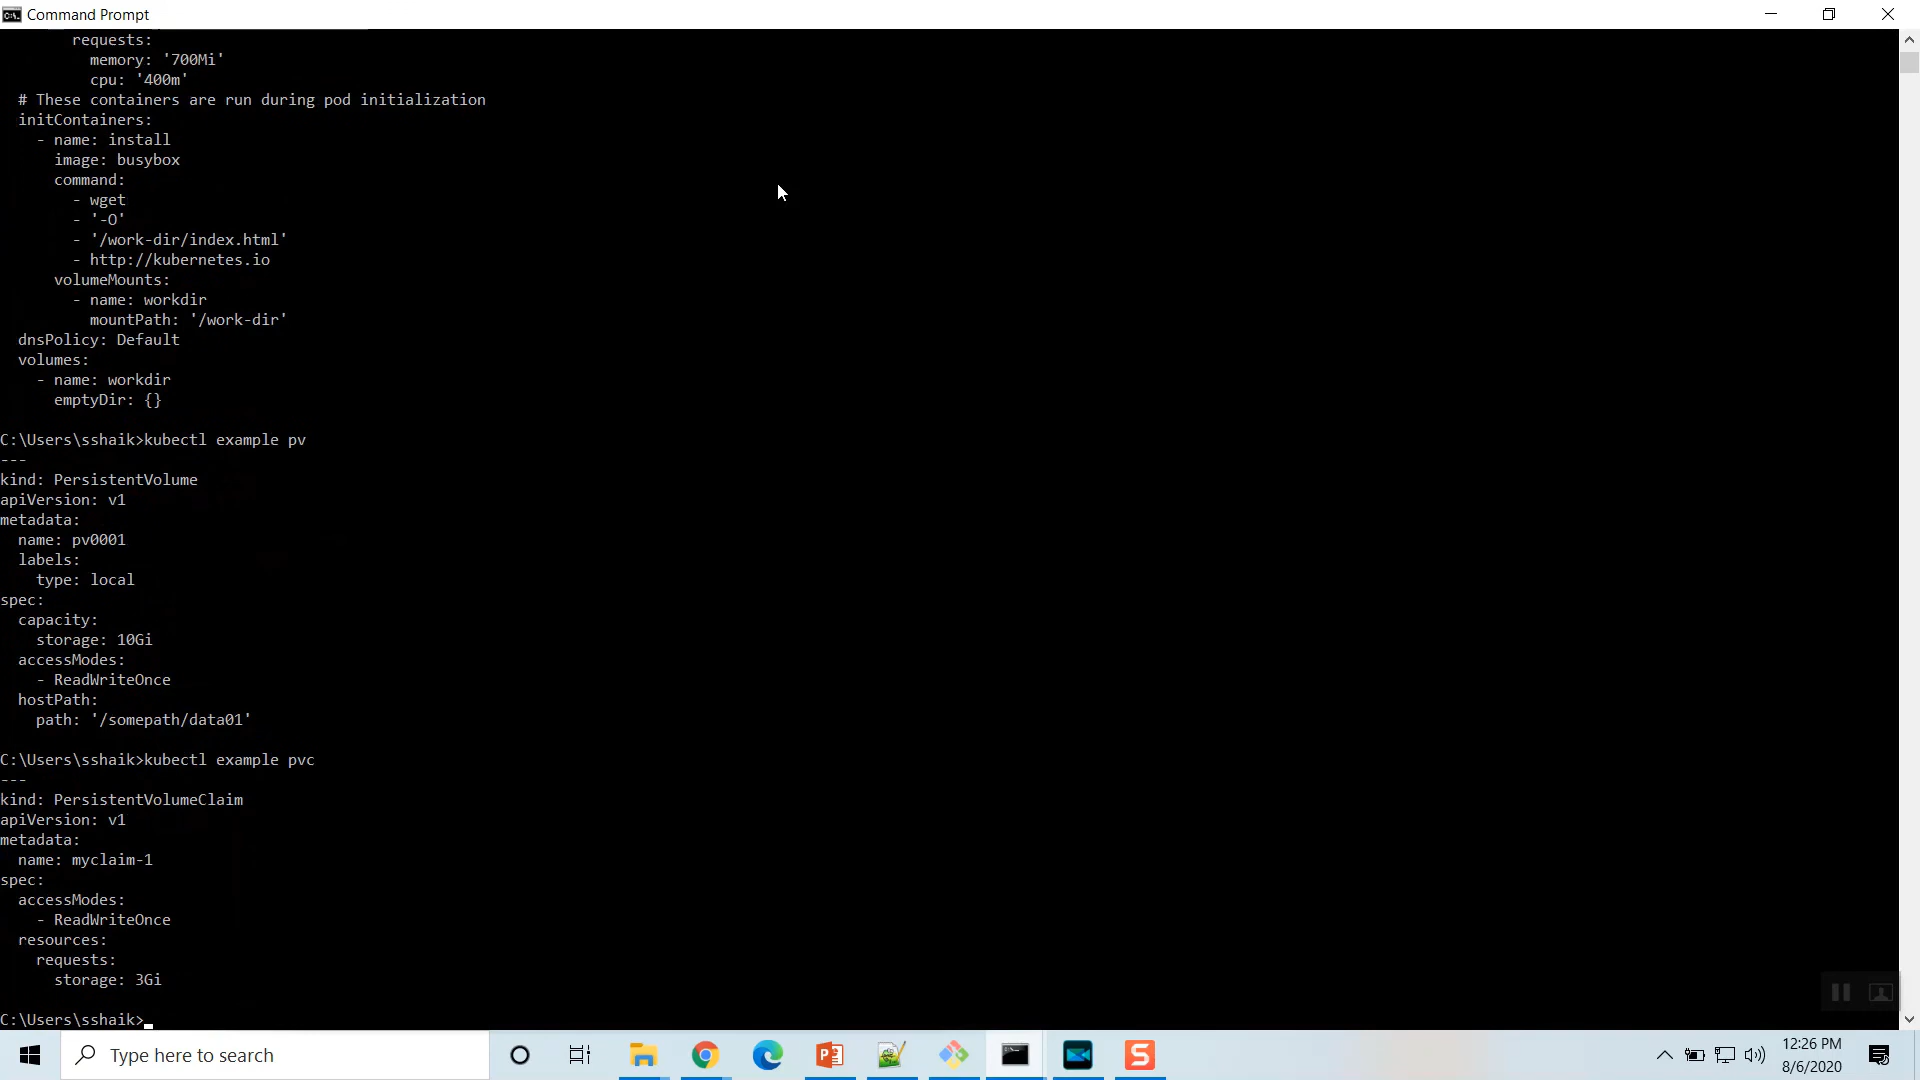 Command Prompt
requests:
memory: '700Mi'
cpu: '400m'
# These containers are run during pod initialization
initContainers:
- name: install
image: busybox
command:
- wget
- '-O'
- '/work-dir/index.html'
- http://kubernetes.io
volumeMounts:
- name: workdir
mountPath: '/work-dir'
dnsPolicy: Default
volumes:
- name: workdir
emptyDir: {}
C:\Users\sshaik>kubectl example pv
---
kind: PersistentVolume
apiVersion: v1
metadata:
name: pv0001
labels:
type: local
spec:
capacity:
storage: 10Gi
accessModes:
- ReadWriteOnce
hostPath:
path: '/somepath/data01'
C:\Users\sshaik>kubectl example pvc
---
kind: PersistentVolumeClaim
apiVersion: v1
metadata:
name: myclaim-1
spec:
accessModes:
- ReadWriteOnce
resources:
requests:
storage: 3Gi
C:\Users\sshaik>
Type here to search
12:26 PM
8/6/2020